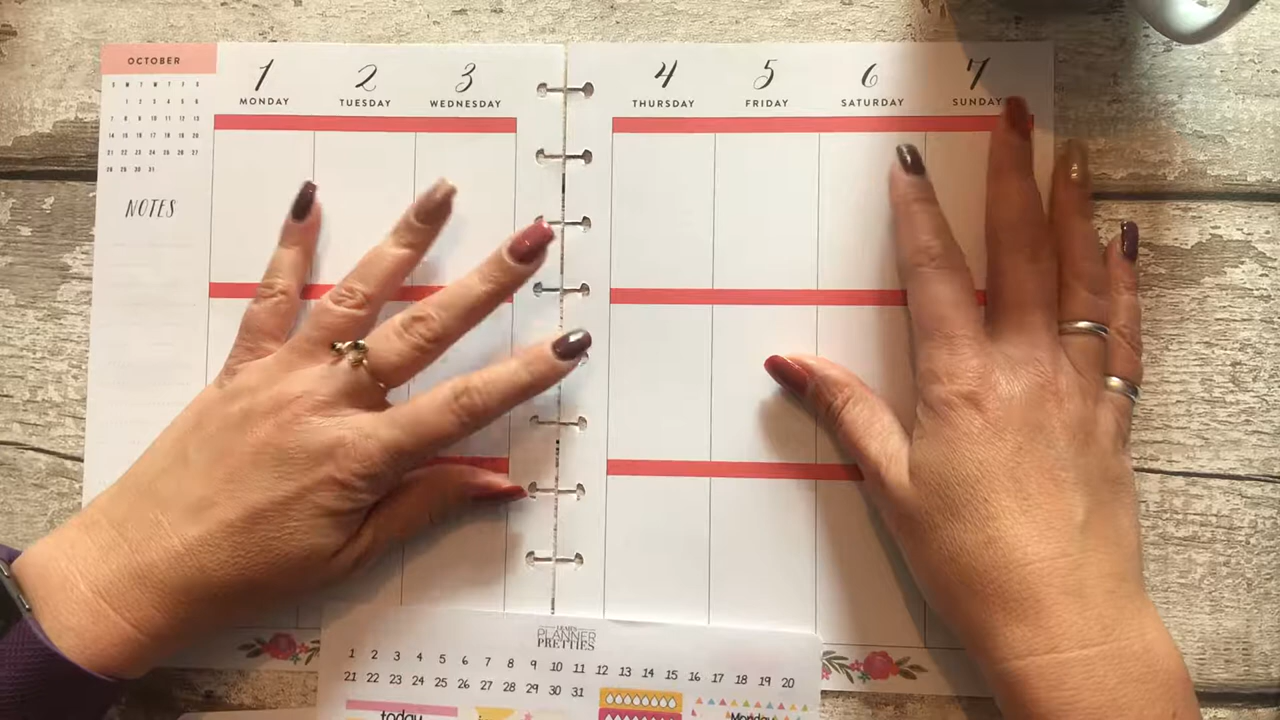 OCTOBER
S M T W T F S
1 2 3 4 5 6
7 8 9 10 11 12 13
14 15 16 17 18 19 20
21 22 23 24 25 26 27
28 29 30 31
NOTES
1 2 3 4 5 6 7
MONDAY TUESDAY WEDNESDAY THURSDAY FRIDAY SATURDAY SUNDAY
PLANNER
PRETTIES
1 2 3 4 5 6 7 8 9 10 11 12 13 14 15 16 17 18 19 20
21 22 23 24 25 26 27 28 29 30 31
today
Monday